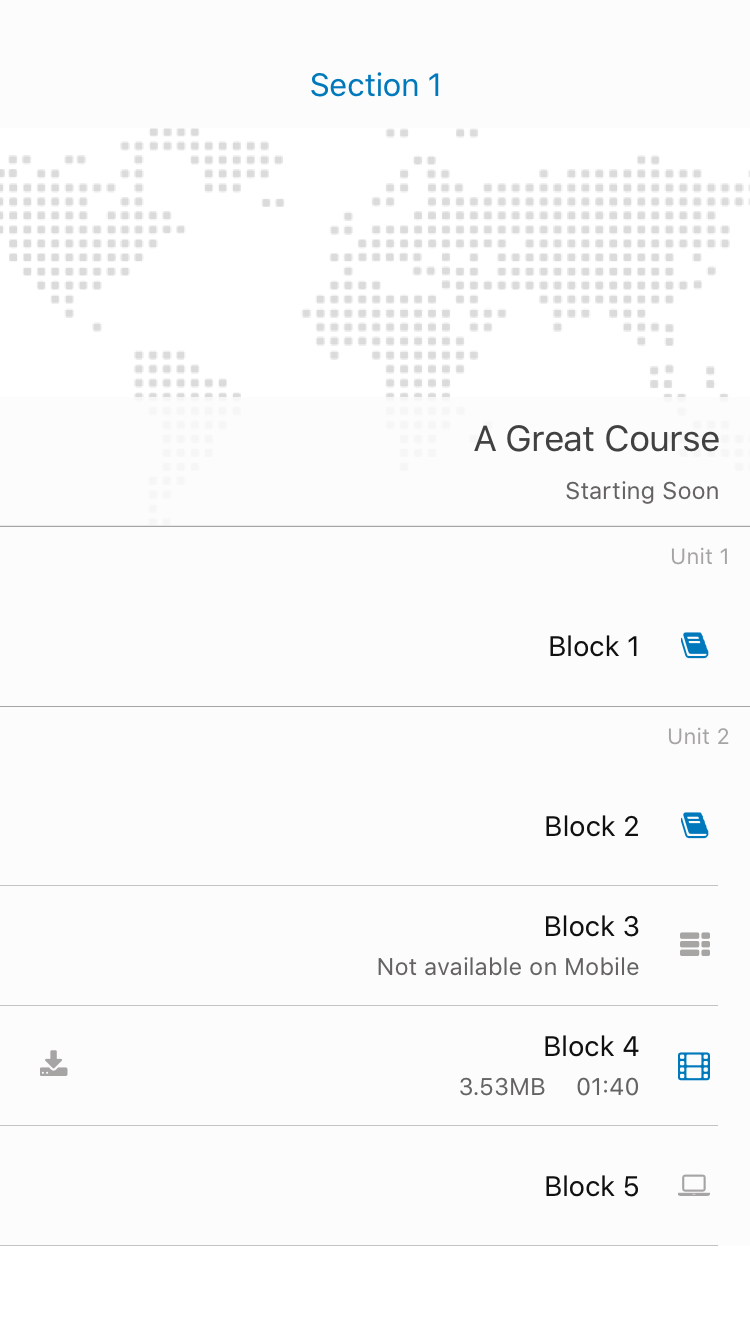 Section 1
A Great Course
Starting Soon
Unit 1
Block 1
Unit 2
Block 2
Block 3
Not available on Mobile
Block 4
3.53MB 01:40
Block 5